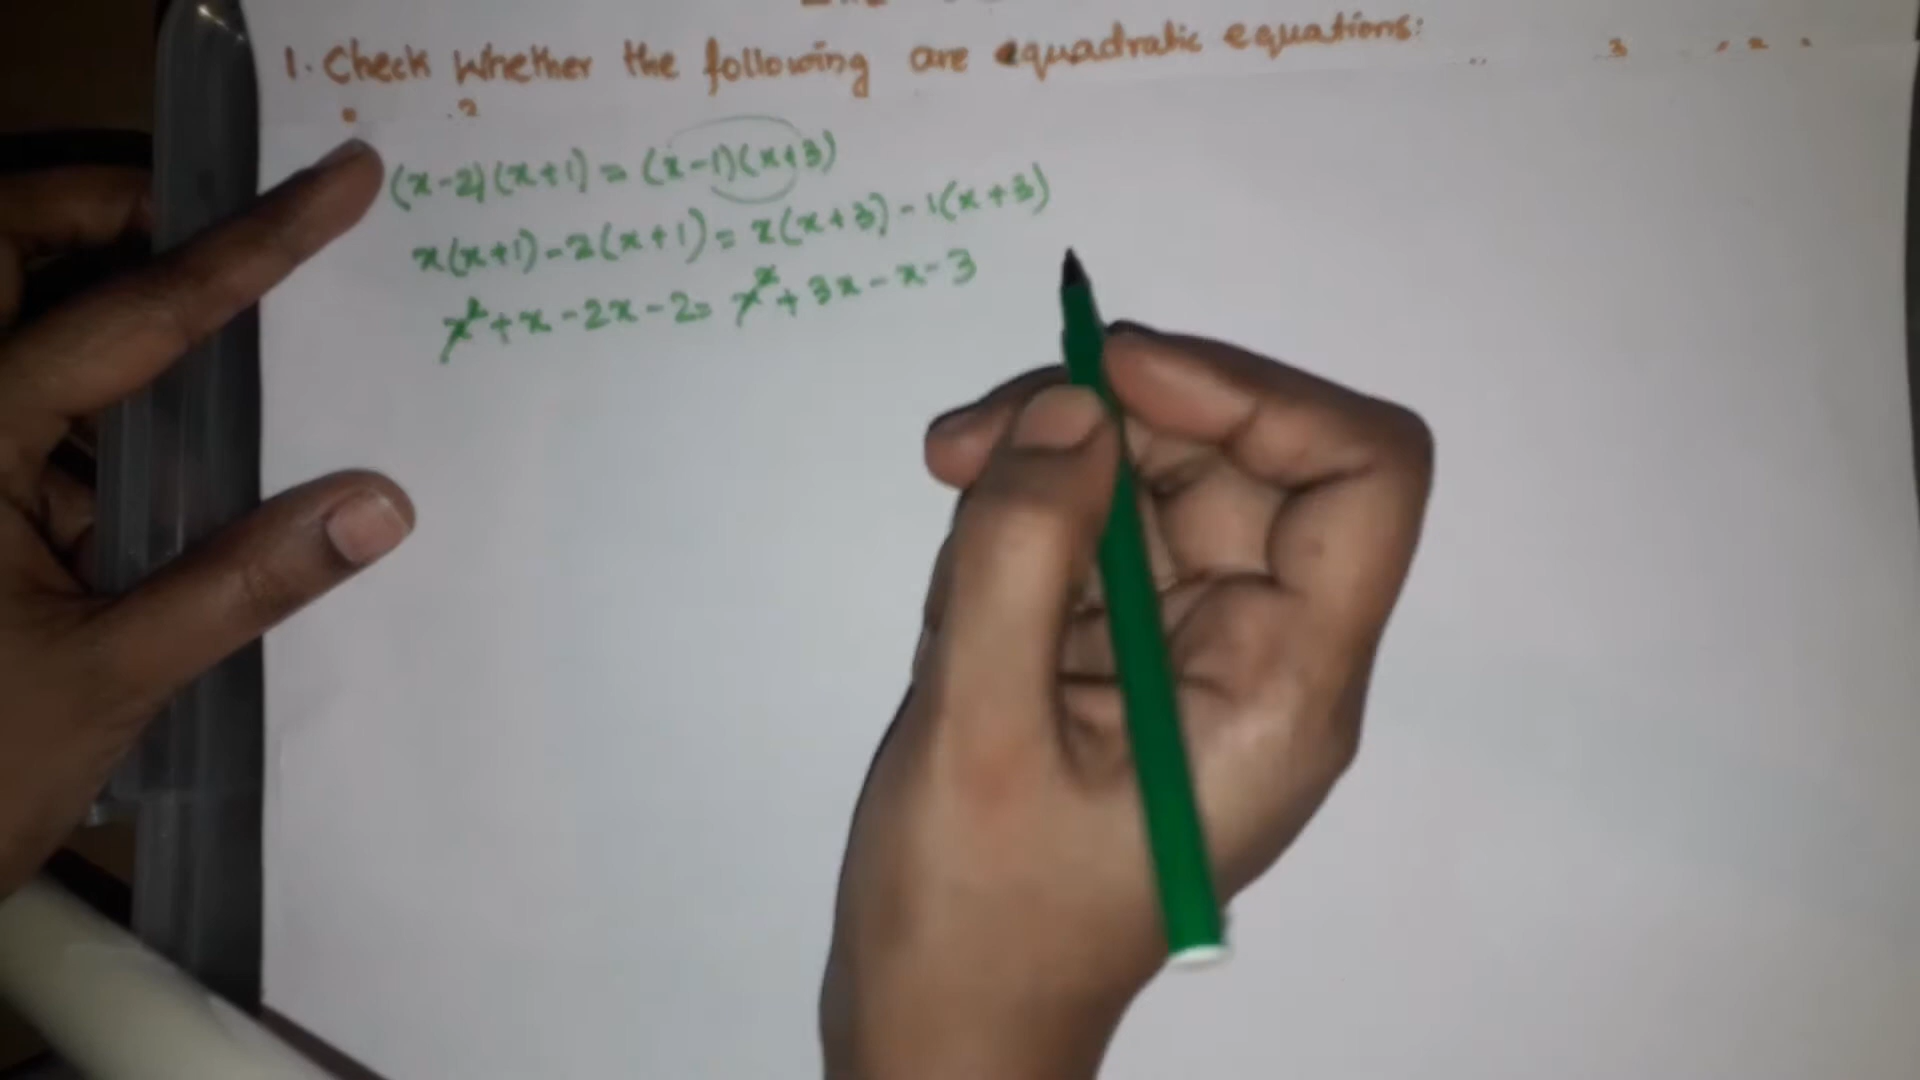 1. Check whether the following are quadratic equations:
(x-2)(x+1) = (x-1)(x+3)
x(x+1)-2(x+1) = x(x+3)-1(x+3)
x²+x-2x-2 = x²+3x-x-3